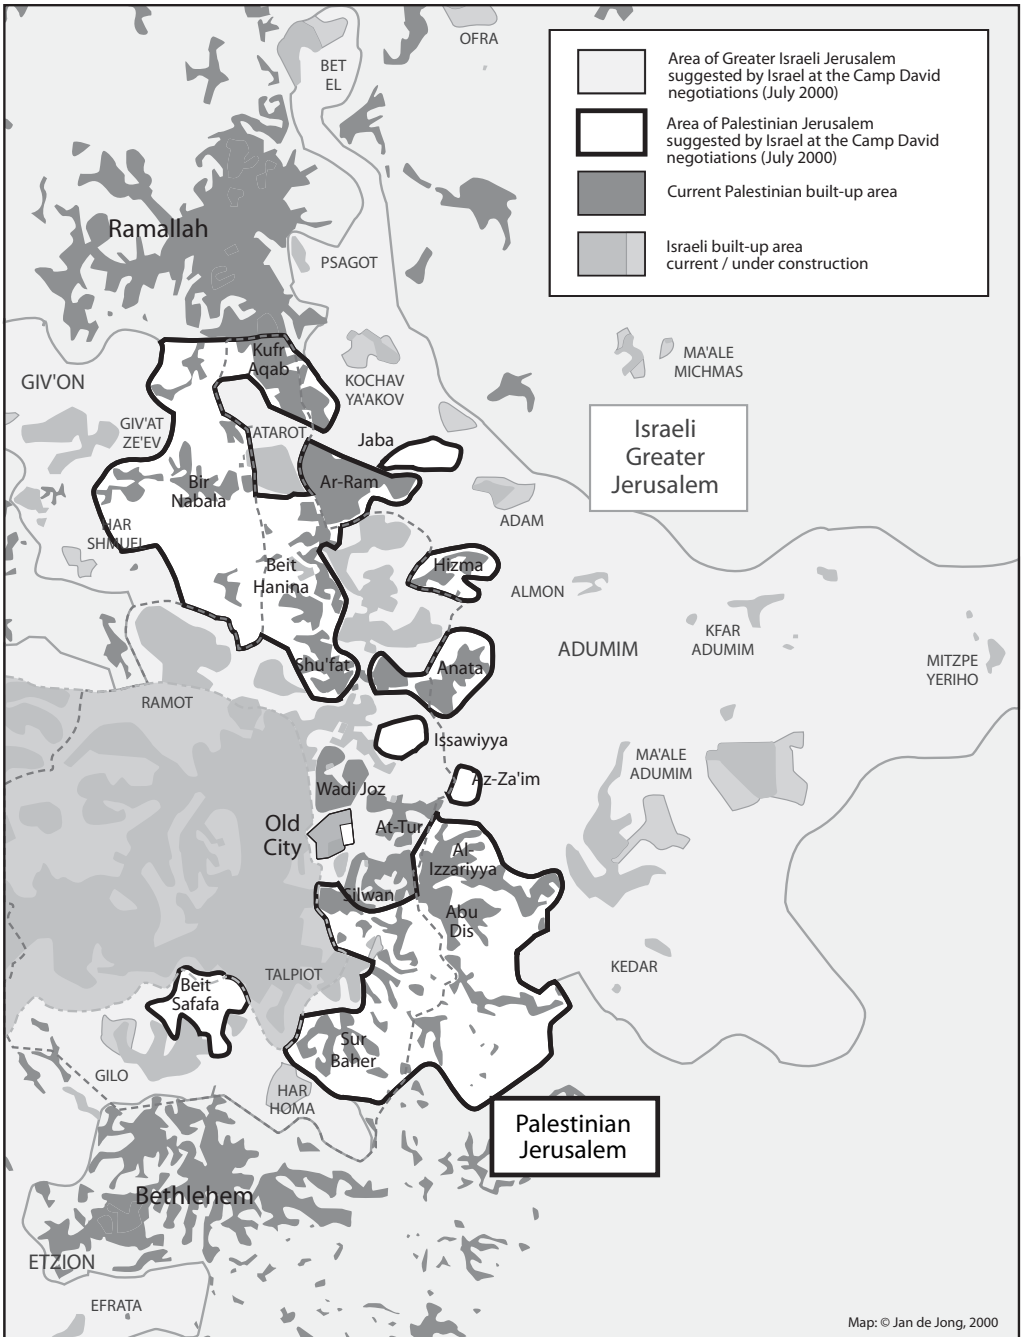 OFRA
BET
EL
Area of Greater Israeli Jerusalem
suggested by Israel at the Camp David
negotiations (July 2000)
Area of Palestinian Jerusalem
suggested by Israel at the Camp David
negotiations (July 2000)
Current Palestinian built-up area
Israeli built-up area
current / under construction
Ramallah
PSAGOT
Kufr
Aqab
GIV'ON
KOCHAV
YA'AKOV
MA'ALE
MICHMAS
GIV'AT
ZE'EV
ATAROT
Jaba
Israeli
Greater
Jerusalem
Bir
Nabala
Ar-Ram
ADAM
HAR
SHMUEL
Beit
Hanina
Hizma
ALMON
ADUMIM
KFAR
ADUMIM
MITZPE
YERIHO
Shu'fat
Anata
RAMOT
Issawiyya
MA'ALE
ADUMIM
Wadi Joz
Az-Za'im
Old
City
At-Tur
Al-
Izzariyya
Silwan
Abu
Dis
TALPIOT
KEDAR
Beit
Safafa
Sur
Baher
GILO
HAR
HOMA
Palestinian
Jerusalem
Bethlehem
ETZION
EFRATA
Map: © Jan de Jong, 2000